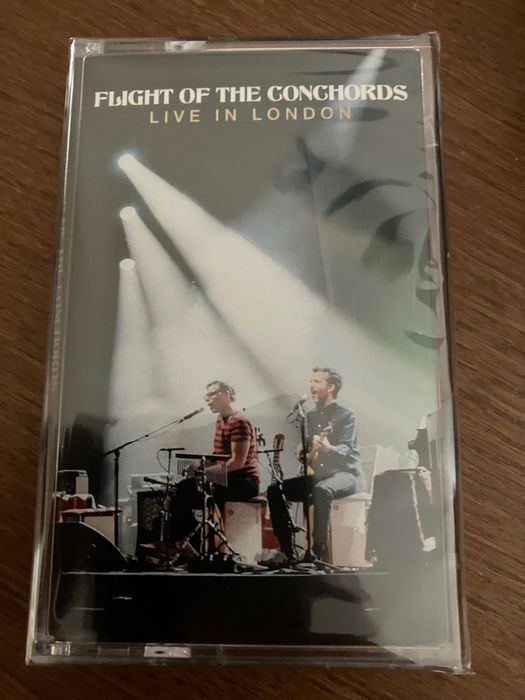 FLIGHT OF THE CONCHORDS
LIVE IN LONDON